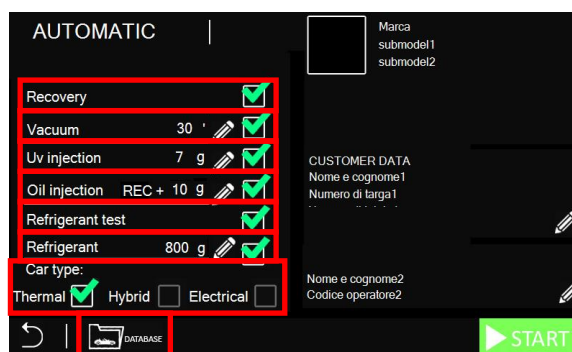 AUTOMATIC
Marca
submodel1
submodel2
Recovery
Vacuum 30 '
Uv injection 7 g
Oil injection REC + 10 g
Refrigerant test
Refrigerant 800 g
Car type:
Thermal Hybrid Electrical
CUSTOMER DATA
Nome e cognome1
Numero di targa1
Nome e cognome2
Codice operatore2
DATABASE
START